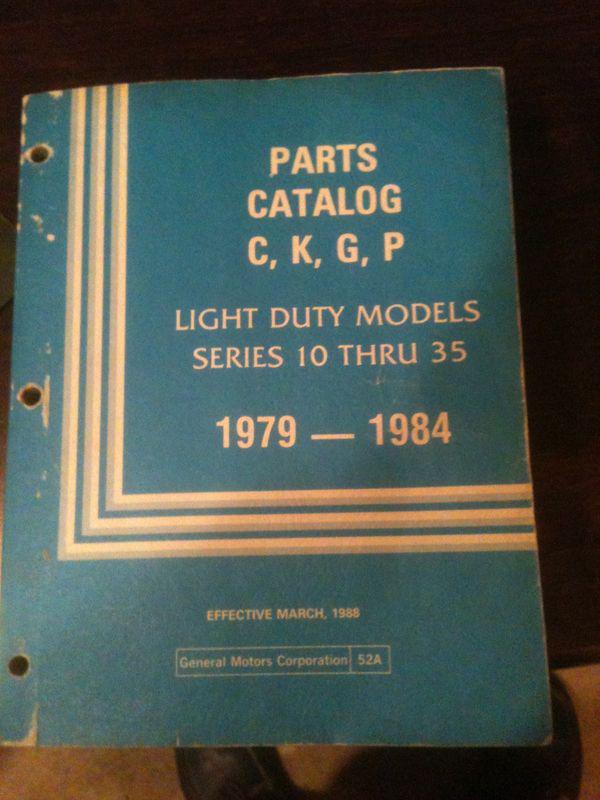 PARTS
CATALOG
C, K, G, P
LIGHT DUTY MODELS
SERIES 10 THRU 35
1979 — 1984
EFFECTIVE MARCH, 1988
General Motors Corporation 52A